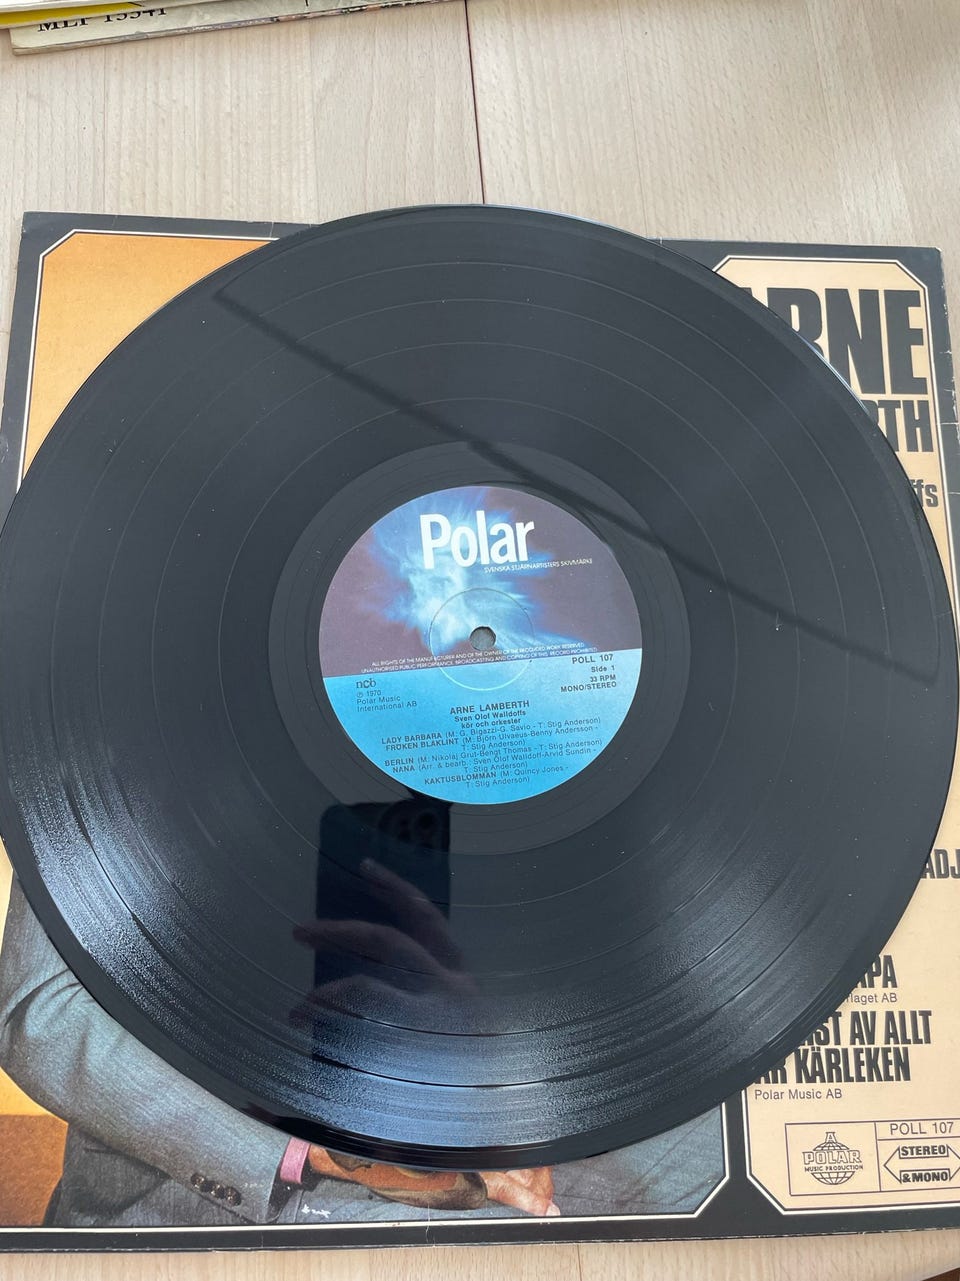 MLP 15341
ARNE
RTH
ffs
Polar
SVENSKA STJÄRNARTISTERS SKIVMÄRKE
ALL RIGHTS OF THE MANUFACTURER AND OF THE OWNER OF THE RECORDED WORK RESERVED.
UNAUTHORISED PUBLIC PERFORMANCE, BROADCASTING AND COPYING OF THIS RECORD PROHIBITED
ncb
℗ 1970
Polar Music
International AB
POLL 107
Side 1
33 RPM
MONO/STEREO
ARNE LAMBERTH
Sven Olof Walldoffs
kör och orkester
LADY BARBARA (M: G. Bigazzi-G. Savio - T: Stig Anderson)
FRÖKEN BLÅKLINT (M: Björn Ulvaeus-Benny Andersson -
T: Stig Anderson)
BERLIN (M: Nikolaj Grut-Bengt Thomas - T: Stig Anderson)
NANA (Arr. & bearb.: Sven Olof Walldoff-Arvid Sundin -
T: Stig Anderson)
KAKTUSBLOMMAN (M: Quincy Jones -
T: Stig Anderson)
ADJ
APA
rlaget AB
ST AV ALLT
ÄR KÄRLEKEN
Polar Music AB
A
POLAR
MUSIC PRODUCTION
POLL 107
STEREO
& MONO